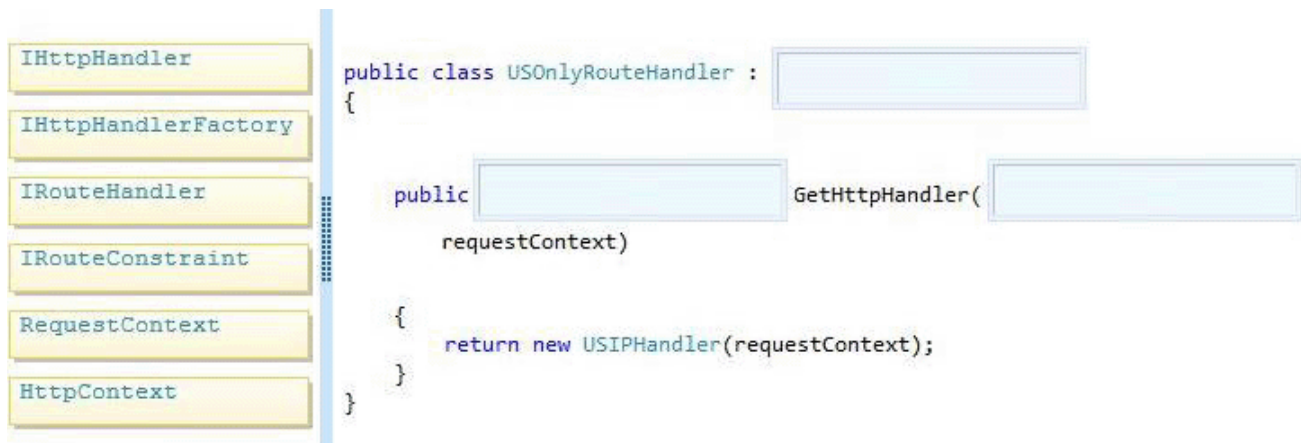 IHttpHandler
IHttpHandlerFactory
IRouteHandler
IRouteConstraint
RequestContext
HttpContext
public class USOnlyRouteHandler :
{
public GetHttpHandler(
requestContext)
{
return new USIPHandler(requestContext);
}
}